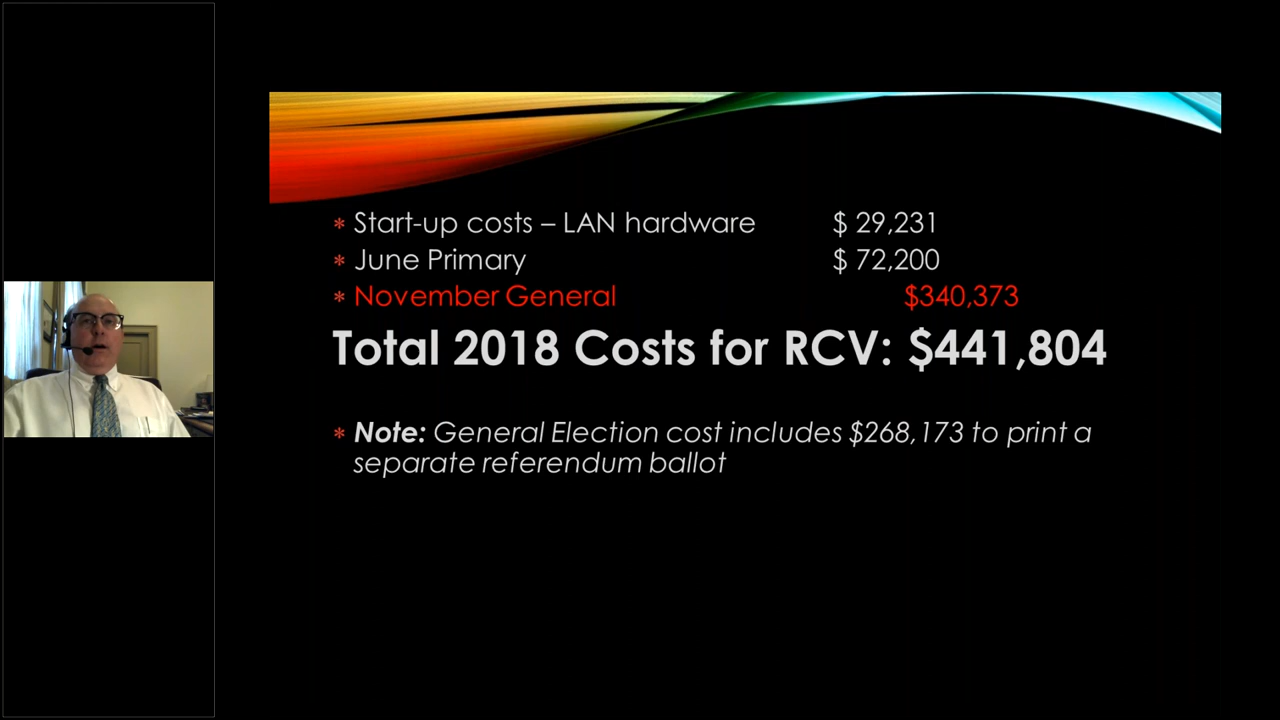 * Start-up costs – LAN hardware $ 29,231
* June Primary $ 72,200
* November General $340,373
Total 2018 Costs for RCV: $441,804
* Note: General Election cost includes $268,173 to print a
separate referendum ballot